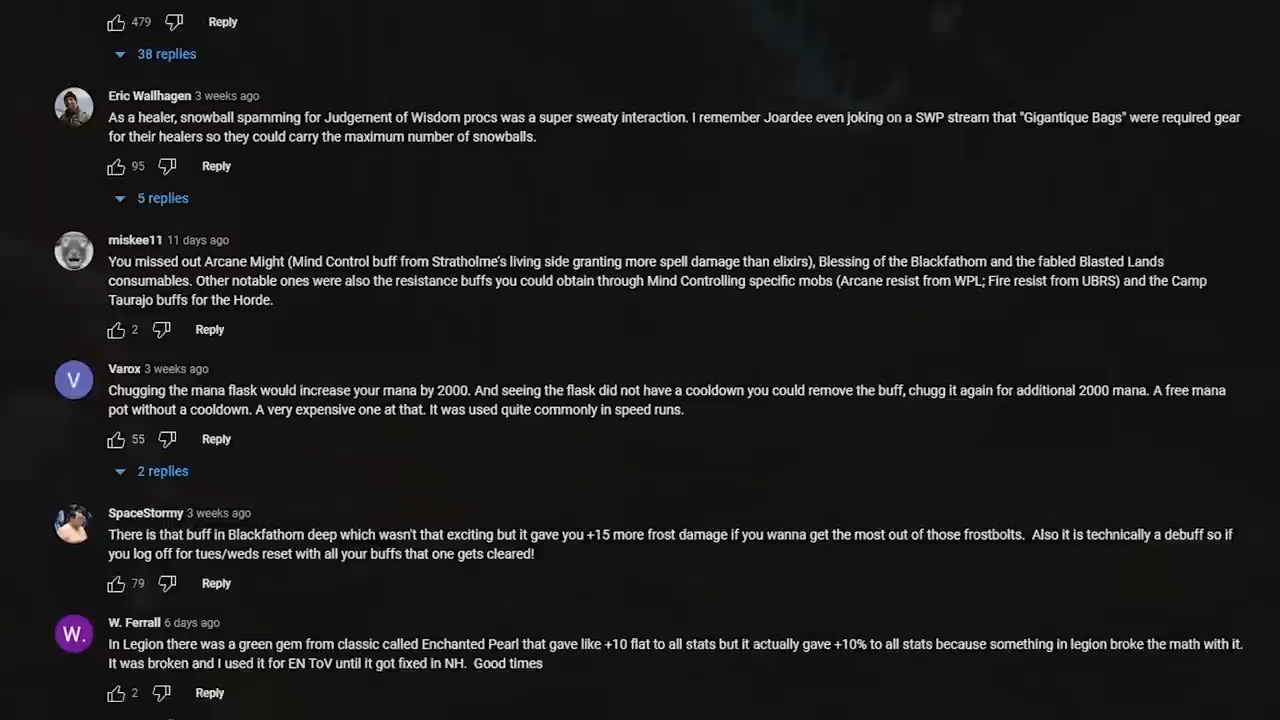 479 Reply
38 replies
Eric Wallhagen 3 weeks ago
As a healer, snowball spamming for Judgement of Wisdom procs was a super sweaty interaction. I remember Joardee even joking on a SWP stream that "Gigantique Bags" were required gear
for their healers so they could carry the maximum number of snowballs.
95 Reply
5 replies
miskee11 11 days ago
You missed out Arcane Might (Mind Control buff from Stratholme's living side granting more spell damage than elixirs), Blessing of the Blackfathom and the fabled Blasted Lands
consumables. Other notable ones were also the resistance buffs you could obtain through Mind Controlling specific mobs (Arcane resist from WPL; Fire resist from UBRS) and the Camp
Taurajo buffs for the Horde.
2 Reply
V
Varox 3 weeks ago
Chugging the mana flask would increase your mana by 2000. And seeing the flask did not have a cooldown you could remove the buff, chugg it again for additional 2000 mana. A free mana
pot without a cooldown. A very expensive one at that. It was used quite commonly in speed runs.
55 Reply
2 replies
SpaceStormy 3 weeks ago
There is that buff in Blackfathom deep which wasn't that exciting but it gave you +15 more frost damage if you wanna get the most out of those frostbolts. Also it is technically a debuff so if
you log off for tues/weds reset with all your buffs that one gets cleared!
79 Reply
W.
W. Ferrall 6 days ago
In Legion there was a green gem from classic called Enchanted Pearl that gave like +10 flat to all stats but it actually gave +10% to all stats because something in legion broke the math with it.
It was broken and I used it for EN ToV until it got fixed in NH. Good times
2 Reply